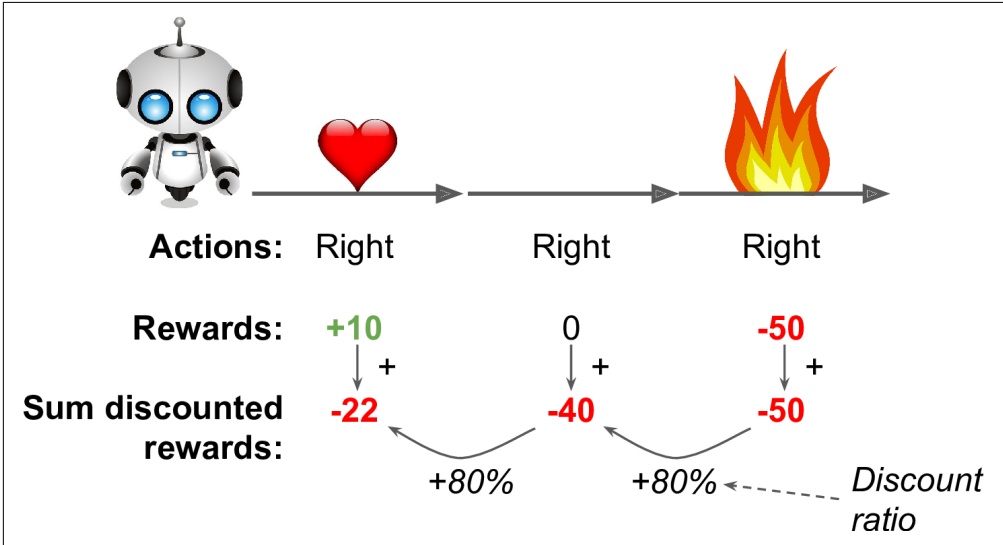 Actions: Right Right Right
Rewards: +10 0 -50
+ + +
Sum discounted -22 -40 -50
rewards:
+80% +80% Discount
ratio